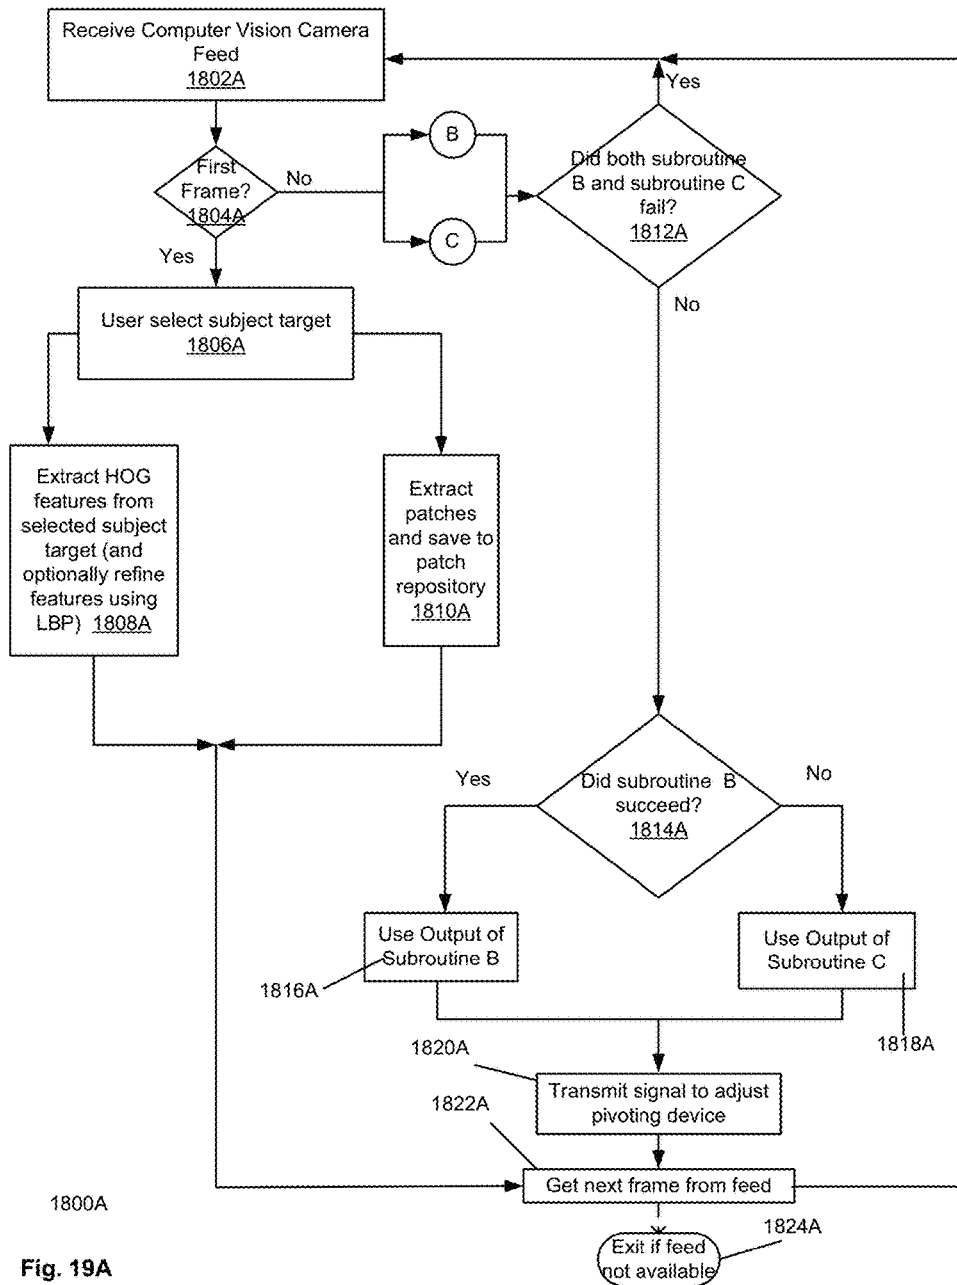 Receive Computer Vision Camera
Feed
1802A
Yes
First
Frame?
1804A
No
B
C
Did both subroutine
B and subroutine C
fail?
1812A
Yes
No
User select subject target
1806A
Extract HOG
features from
selected subject
target (and
optionally refine
features using
LBP) 1808A
Extract
patches
and save to
patch
repository
1810A
Yes
Did subroutine B
succeed?
1814A
No
Use Output of
Subroutine B
1816A
Use Output of
Subroutine C
1818A
1820A
Transmit signal to adjust
pivoting device
1822A
Get next frame from feed
1800A
1824A
Exit if feed
not available
Fig. 19A